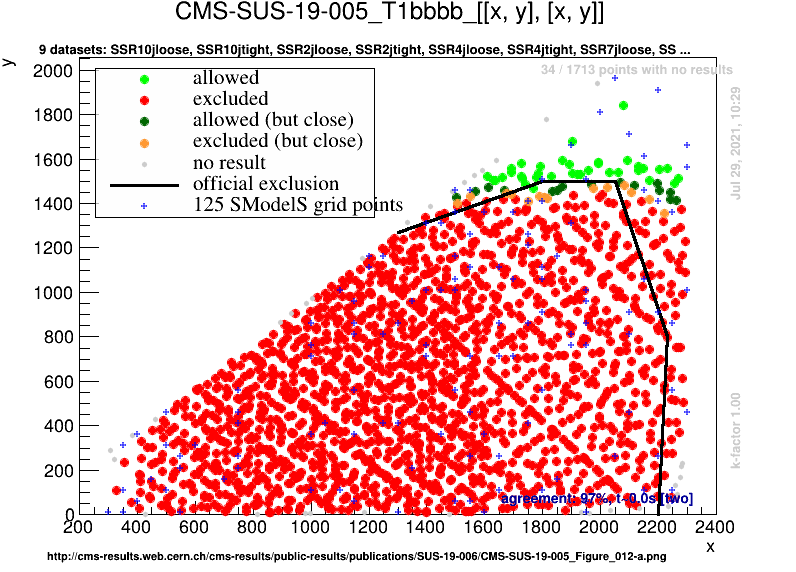 CMS-SUS-19-005_T1bbbb_[[x, y], [x, y]]
9 datasets: SSR10jloose, SSR10jtight, SSR2jloose, SSR2jtight, SSR4jloose, SSR4jtight, SSR7jloose, SS ...
y
34 / 1713 points with no results
allowed
excluded
allowed (but close)
excluded (but close)
no result
official exclusion
125 SModelS grid points
Jul 29, 2021, 10:29
k-factor 1.00
2000
1800
1600
1400
1200
1000
800
600
400
200
0
agreement: 97%, t~0.0s [two]
200 400 600 800 1000 1200 1400 1600 1800 2000 2200 2400
x
http://cms-results.web.cern.ch/cms-results/public-results/publications/SUS-19-006/CMS-SUS-19-005_Figure_012-a.png